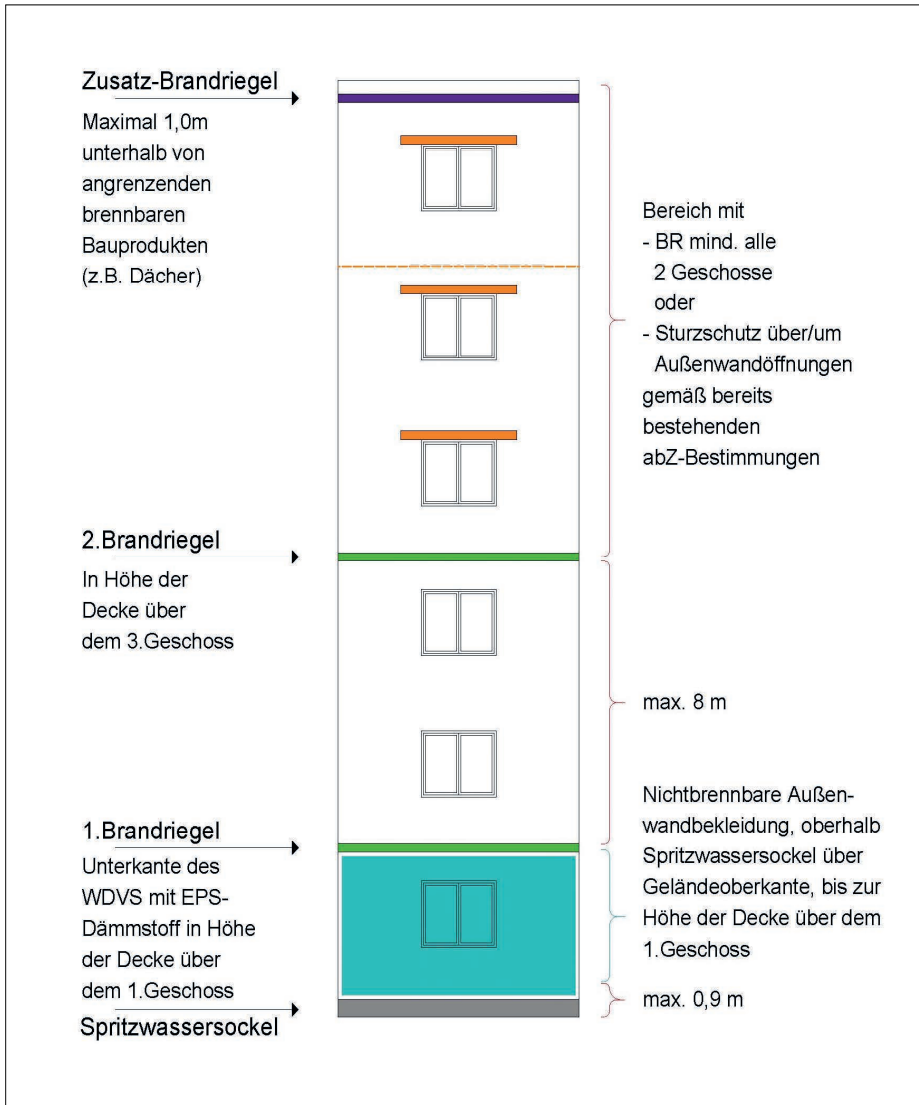 Zusatz-Brandriegel
Maximal 1,0m
unterhalb von
angrenzenden
brennbaren
Bauprodukten
(z.B. Dächer)
Bereich mit
- BR mind. alle
2 Geschosse
oder
- Sturzschutz über/um
Außenwandöffnungen
gemäß bereits
bestehenden
abZ-Bestimmungen
2.Brandriegel
In Höhe der
Decke über
dem 3.Geschoss
max. 8 m
1.Brandriegel
Unterkante des
WDVS mit EPS-
Dämmstoff in Höhe
der Decke über
dem 1.Geschoss
Nichtbrennbare Außen-
wandbekleidung, oberhalb
Spritzwassersockel über
Geländeoberkante, bis zur
Höhe der Decke über dem
1.Geschoss
max. 0,9 m
Spritzwassersockel